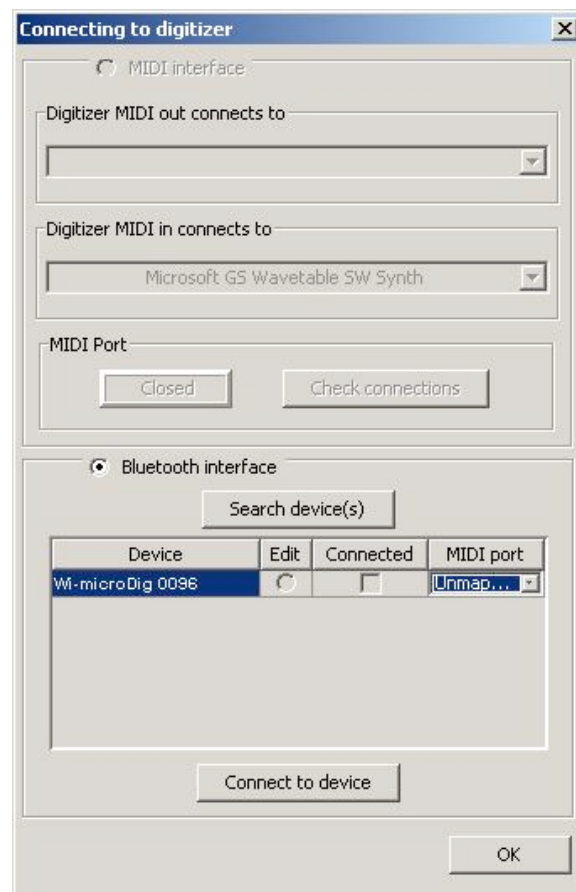 Connecting to digitizer
MIDI interface
Digitizer MIDI out connects to
Digitizer MIDI in connects to
Microsoft GS Wavetable SW Synth
MIDI Port
Closed Check connections
Bluetooth interface
Search device(s)
Device Edit Connected MIDI port
Wi-microDig 0096 Unmap...
Connect to device
OK